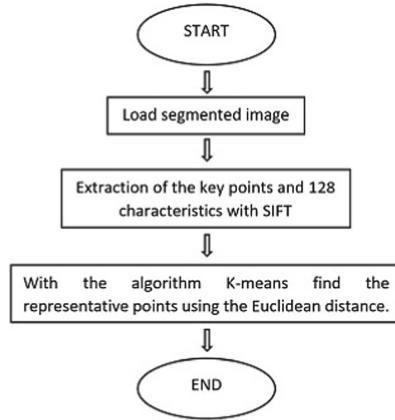 START
Load segmented image
Extraction of the key points and 128
characteristics with SIFT
With the algorithm K-means find the
representative points using the Euclidean distance.
END